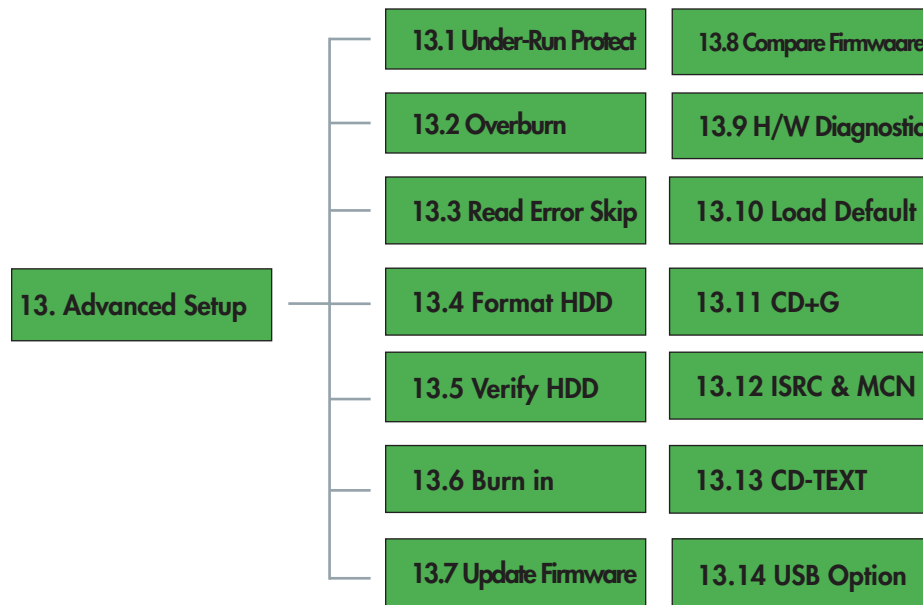 13. Advanced Setup
13.1 Under-Run Protect
13.2 Overburn
13.3 Read Error Skip
13.4 Format HDD
13.5 Verify HDD
13.6 Burn in
13.7 Update Firmware
13.8 Compare Firmwaare
13.9 H/W Diagnostic
13.10 Load Default
13.11 CD+G
13.12 ISRC & MCN
13.13 CD-TEXT
13.14 USB Option